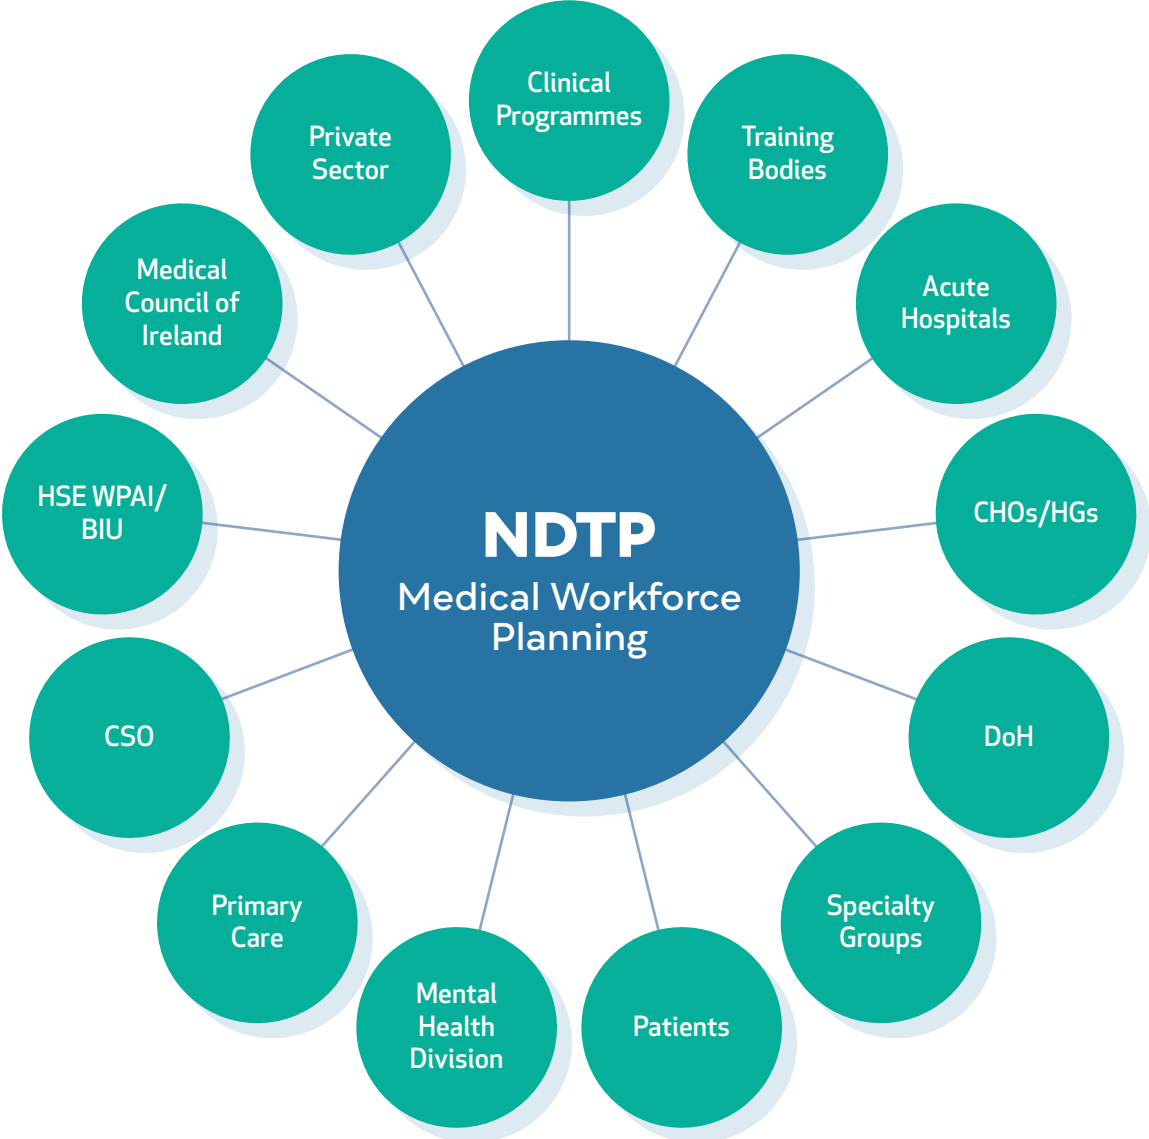 Clinical
Programmes
Training
Bodies
Acute
Hospitals
CHOs/HGs
DoH
Specialty
Groups
Patients
Mental
Health
Division
Primary
Care
CSO
HSE WPAI/
BIU
Medical
Council of
Ireland
Private
Sector
NDTP
Medical Workforce
Planning